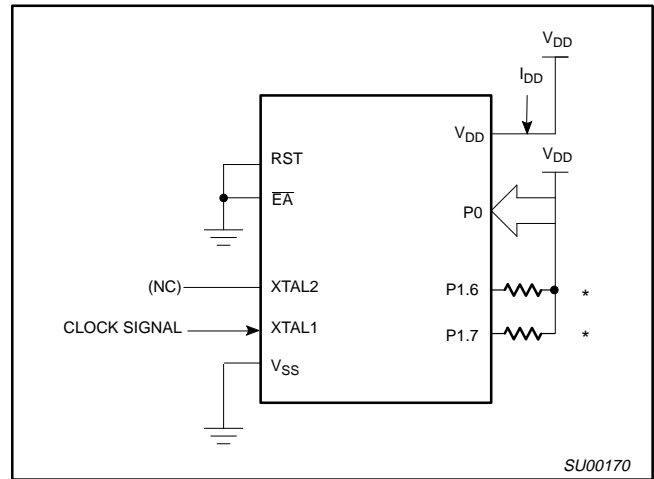 VDD
IDD
VDD
VDD
RST
EA
P0
(NC)
XTAL2
P1.6
*
CLOCK SIGNAL
XTAL1
P1.7
*
VSS
SU00170